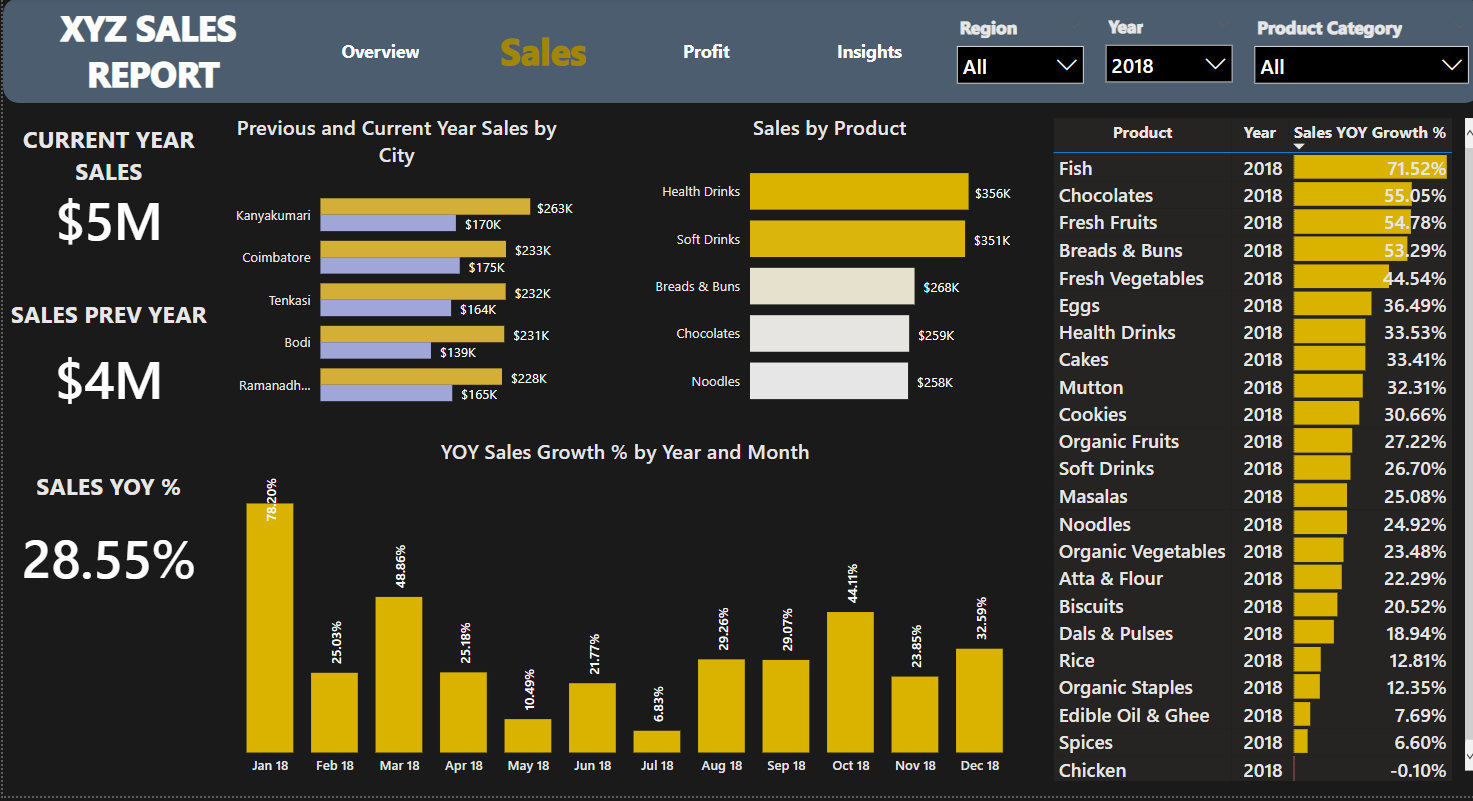 XYZ SALES
REPORT
Overview
Sales
Profit
Insights
Region
All
Year
2018
Product Category
All
CURRENT YEAR
SALES
$5M
SALES PREV YEAR
$4M
SALES YOY %
28.55%
Previous and Current Year Sales by
City
Kanyakumari
$263K
$170K
Coimbatore
$233K
$175K
Tenkasi
$232K
$164K
Bodi
$231K
$139K
Ramanadh...
$228K
$165K
Sales by Product
Health Drinks
$356K
Soft Drinks
$351K
Breads & Buns
$268K
Chocolates
$259K
Noodles
$258K
YOY Sales Growth % by Year and Month
78.20%
25.03%
48.86%
25.18%
10.49%
21.77%
6.83%
29.26%
29.07%
44.11%
23.85%
32.59%
Jan 18 Feb 18 Mar 18 Apr 18 May 18 Jun 18 Jul 18 Aug 18 Sep 18 Oct 18 Nov 18 Dec 18
Product Year Sales YOY Growth %
Fish 2018 71.52%
Chocolates 2018 55.05%
Fresh Fruits 2018 54.78%
Breads & Buns 2018 53.29%
Fresh Vegetables 2018 44.54%
Eggs 2018 36.49%
Health Drinks 2018 33.53%
Cakes 2018 33.41%
Mutton 2018 32.31%
Cookies 2018 30.66%
Organic Fruits 2018 27.22%
Soft Drinks 2018 26.70%
Masalas 2018 25.08%
Noodles 2018 24.92%
Organic Vegetables 2018 23.48%
Atta & Flour 2018 22.29%
Biscuits 2018 20.52%
Dals & Pulses 2018 18.94%
Rice 2018 12.81%
Organic Staples 2018 12.35%
Edible Oil & Ghee 2018 7.69%
Spices 2018 6.60%
Chicken 2018 -0.10%